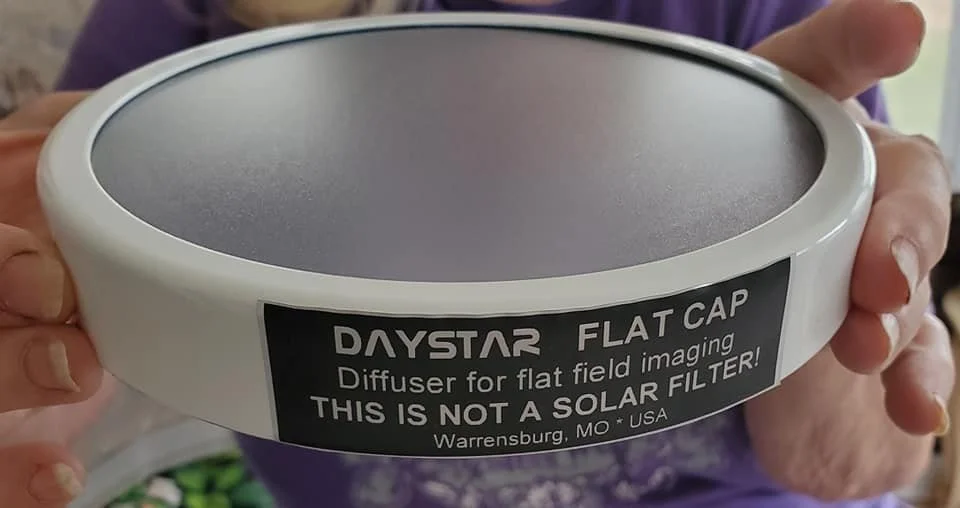 DAYSTAR FLAT CAP
Diffuser for flat field imaging
THIS IS NOT A SOLAR FILTER!
Warrensburg, MO * USA